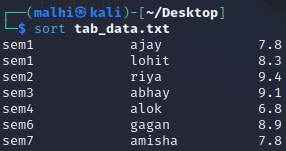 ┌──(malhi㉿kali)-[~/Desktop]
└─$ sort tab_data.txt
sem1 ajay 7.8
sem1 lohit 8.3
sem2 riya 9.4
sem3 abhay 9.1
sem4 alok 6.8
sem6 gagan 8.9
sem7 amisha 7.8